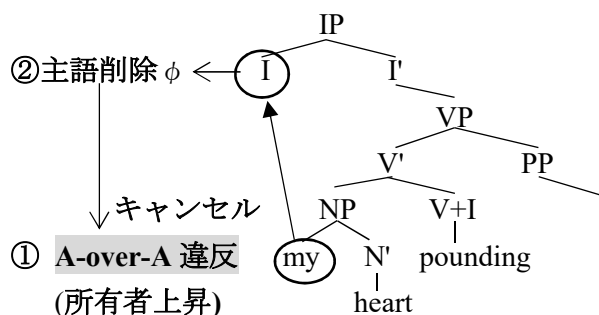 IP
②主語削除φ I I'
VP
V' PP
キャンセル NP V+I
① A-over-A 違反 my N' pounding
(所有者上昇) heart